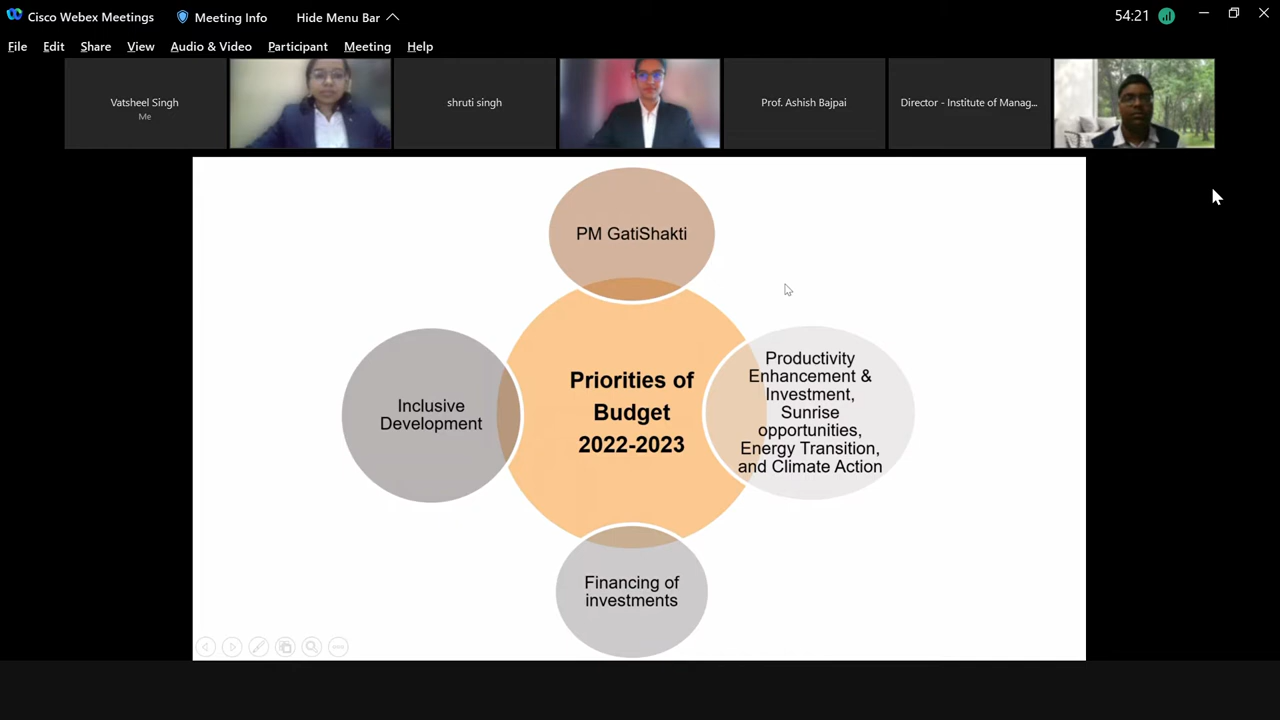 Cisco Webex Meetings
Meeting Info
Hide Menu Bar
54:21
File Edit Share View Audio & Video Participant Meeting Help
Vatsheel Singh
Me
shruti singh
Prof. Ashish Bajpai
Director - Institute of Manag...
PM GatiShakti
Priorities of
Budget
2022-2023
Productivity
Enhancement &
Investment,
Sunrise
opportunities,
Energy Transition,
and Climate Action
Inclusive
Development
Financing of
investments